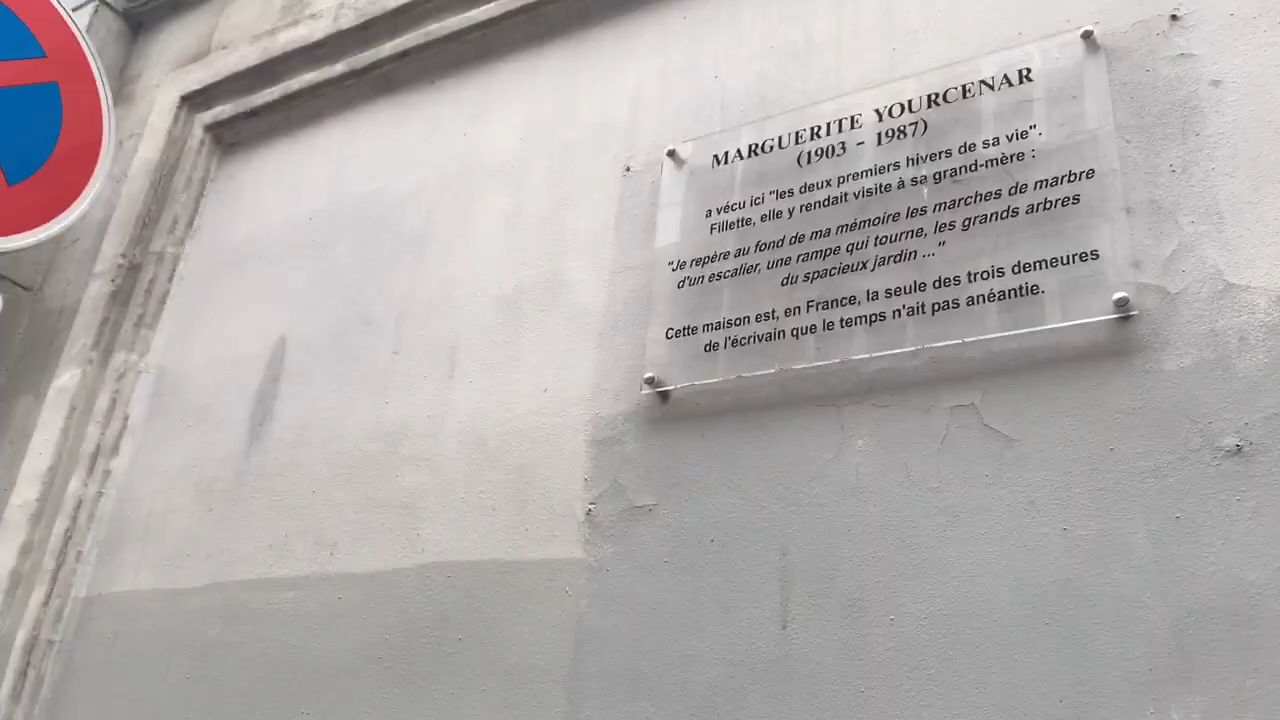 MARGUERITE YOURCENAR
(1903 - 1987)
a vécu ici "les deux premiers hivers de sa vie".
Fillette, elle y rendait visite à sa grand-mère :
"Je repère au fond de ma mémoire les marches de marbre
d'un escalier, une rampe qui tourne, les grands arbres
du spacieux jardin ..."
Cette maison est, en France, la seule des trois demeures
de l'écrivain que le temps n'ait pas anéantie.